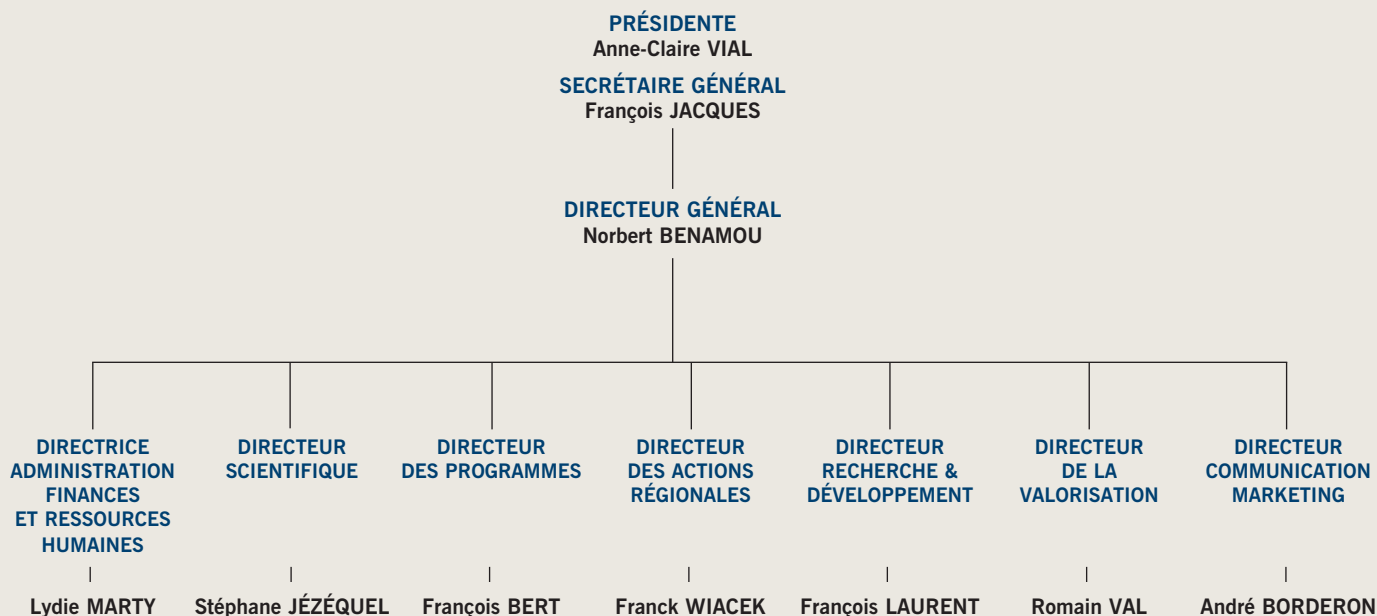 PRÉSIDENTE
Anne-Claire VIAL
SECRÉTAIRE GÉNÉRAL
François JACQUES
DIRECTEUR GÉNÉRAL
Norbert BENAMOU
DIRECTRICE
ADMINISTRATION
FINANCES
ET RESSOURCES
HUMAINES
Lydie MARTY
DIRECTEUR
SCIENTIFIQUE
Stéphane JÉZÉQUEL
DIRECTEUR
DES PROGRAMMES
François BERT
DIRECTEUR
DES ACTIONS
RÉGIONALES
Franck WIACEK
DIRECTEUR
RECHERCHE &
DÉVELOPPEMENT
François LAURENT
DIRECTEUR
DE LA
VALORISATION
Romain VAL
DIRECTEUR
COMMUNICATION
MARKETING
André BORDERON